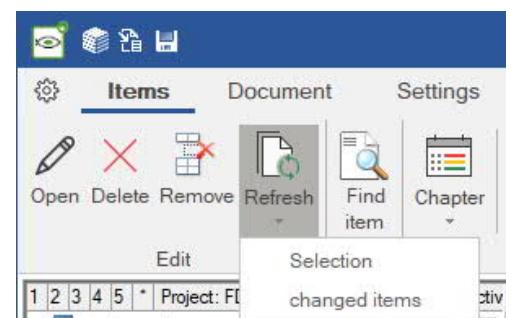 Items Document Settings
Open Delete Remove Refresh Find item Chapter
Edit
Selection
1 2 3 4 5 * Project:
changed items